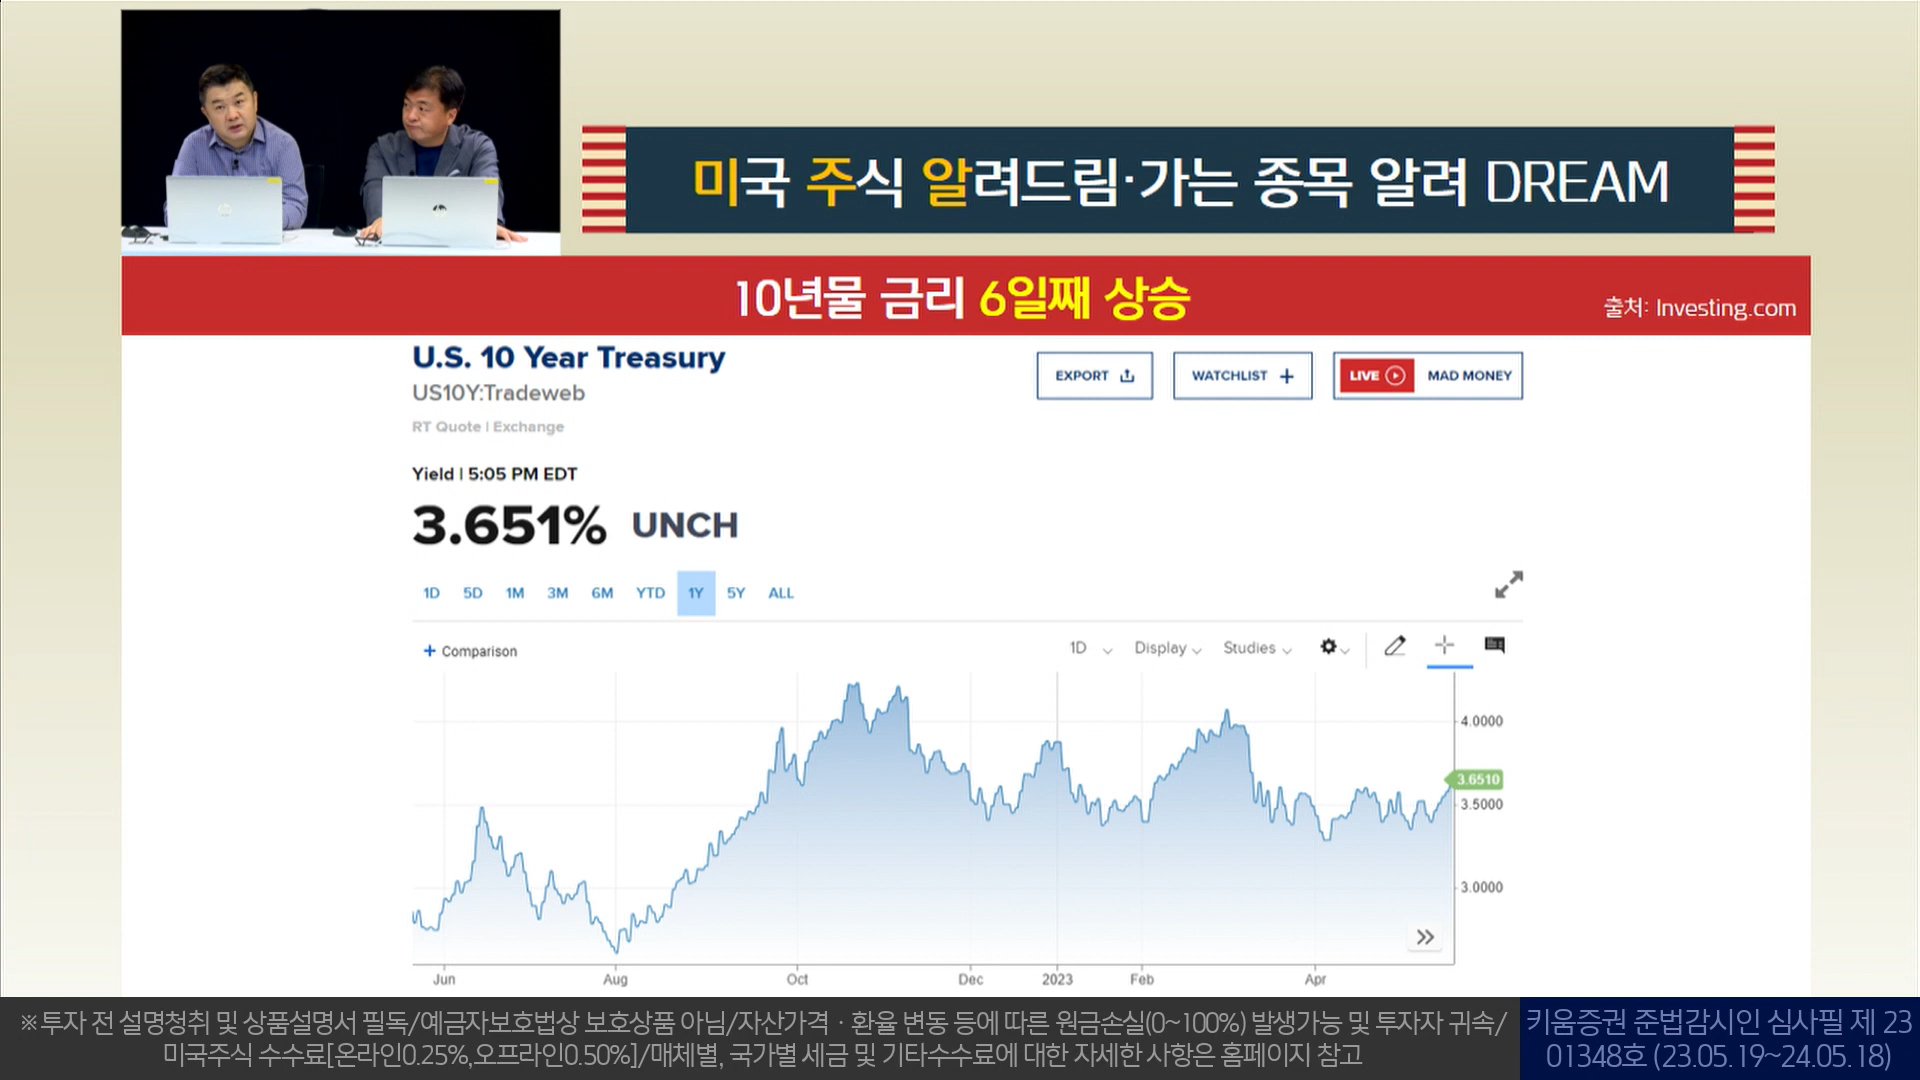 미국 주식 알려드림·가는 종목 알려 DREAM
10년물 금리 6일째 상승
출처: Investing.com
U.S. 10 Year Treasury
US10Y:Tradeweb
RT Quote | Exchange
EXPORT
WATCHLIST +
LIVE MAD MONEY
Yield | 5:05 PM EDT
3.651% UNCH
1D 5D 1M 3M 6M YTD 1Y 5Y ALL
+ Comparison
1D Display Studies
4.0000
3.6510
3.5000
3.0000
Jun Aug Oct Dec 2023 Feb Apr
※투자 전 설명청취 및 상품설명서 필독/예금자보호법상 보호상품 아님/자산가격·환율 변동 등에 따른 원금손실(0~100%) 발생가능 및 투자자 귀속/
미국주식 수수료[온라인0.25%,오프라인0.50%]/매체별, 국가별 세금 및 기타수수료에 대한 자세한 사항은 홈페이지 참고
키움증권 준법감시인 심사필 제 23
01348호 (23.05.19~24.05.18)